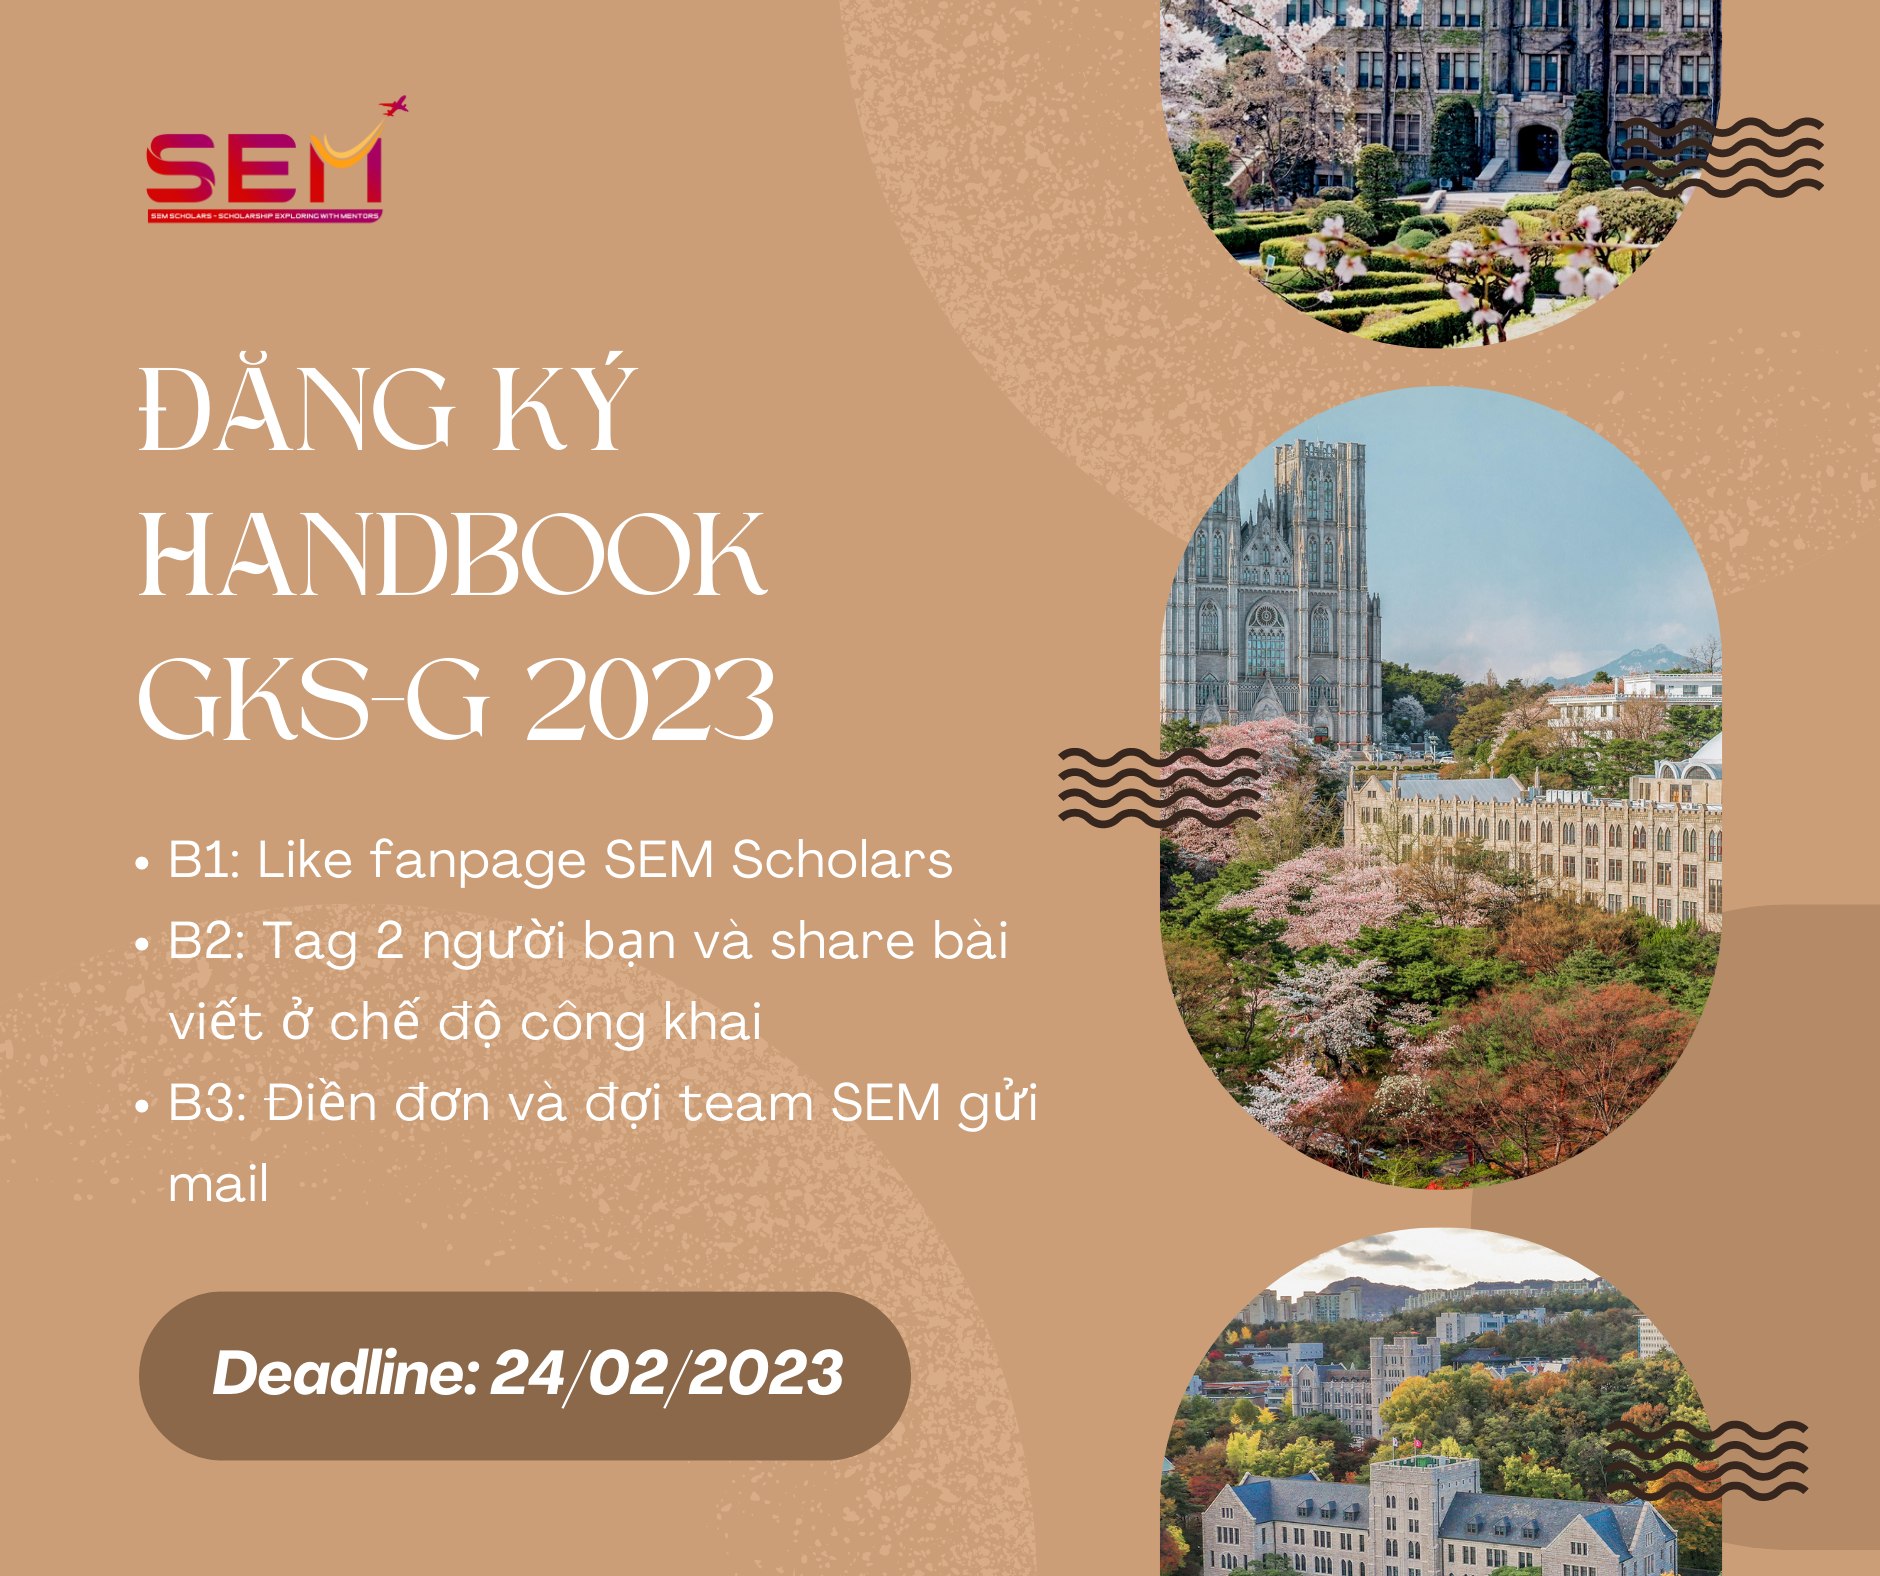 SEM
SEM SCHOLARS - SCHOLARSHIP EXPLORING WITH MENTORS
ĐĂNG KÝ
HANDBOOK
GKS-G 2023
• B1: Like fanpage SEM Scholars
• B2: Tag 2 người bạn và share bài
viết ở chế độ công khai
• B3: Điền đơn và đợi team SEM gửi
mail
Deadline: 24/02/2023